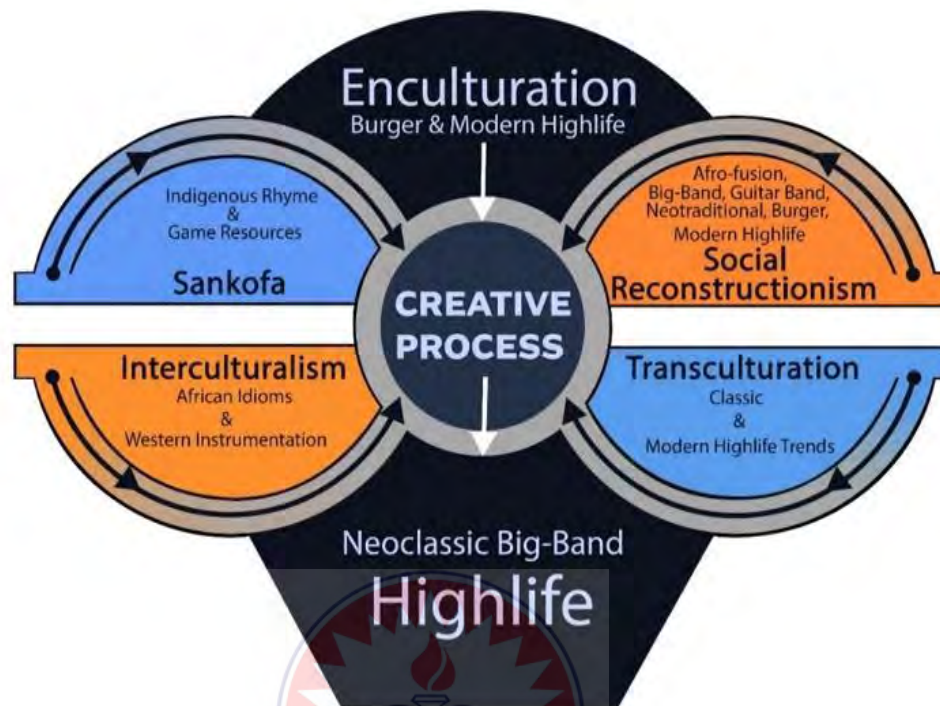 Enculturation
Burger & Modern Highlife
Indigenous Rhyme
&
Game Resources
Sankofa
Afro-fusion,
Big-Band, Guitar Band,
Neotraditional, Burger,
Modern Highlife
Social
Reconstructionism
CREATIVE
PROCESS
Interculturalism
African Idioms
&
Western Instrumentation
Transculturation
Classic
&
Modern Highlife Trends
Neoclassic Big-Band
Highlife